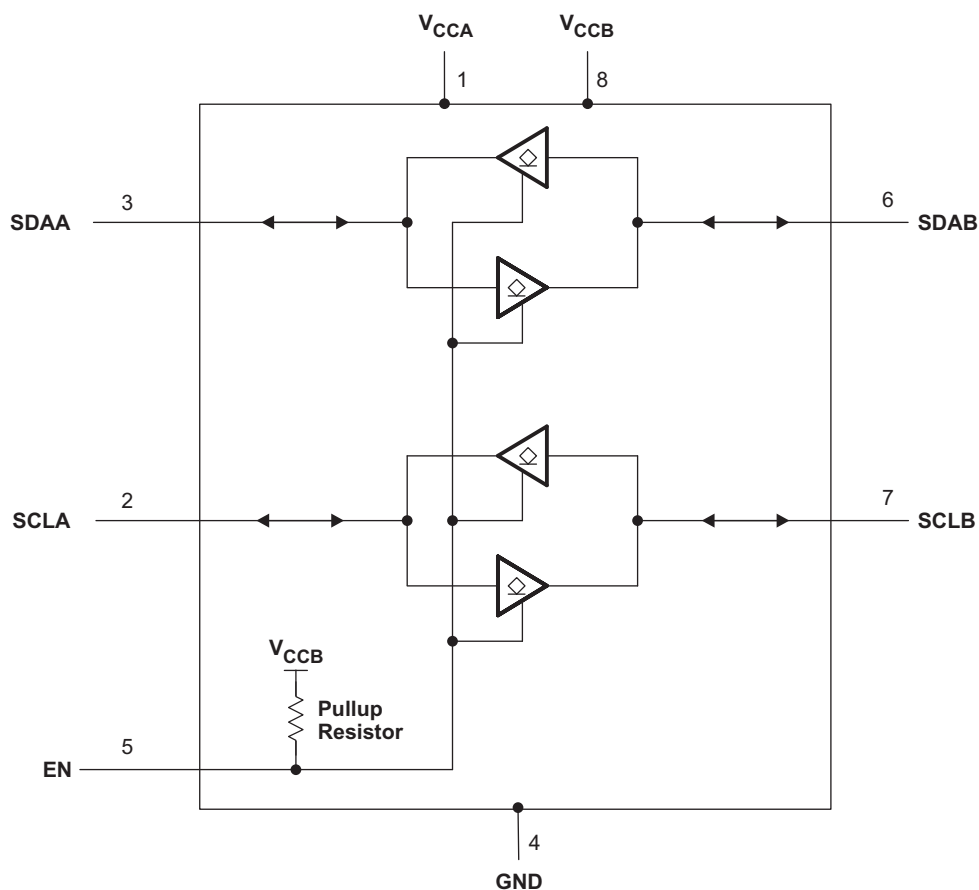 VCCA VCCB
1 8
SDAA 3 6 SDAB
SCLA 2 7 SCLB
VCCB
Pullup
Resistor
EN 5
4
GND